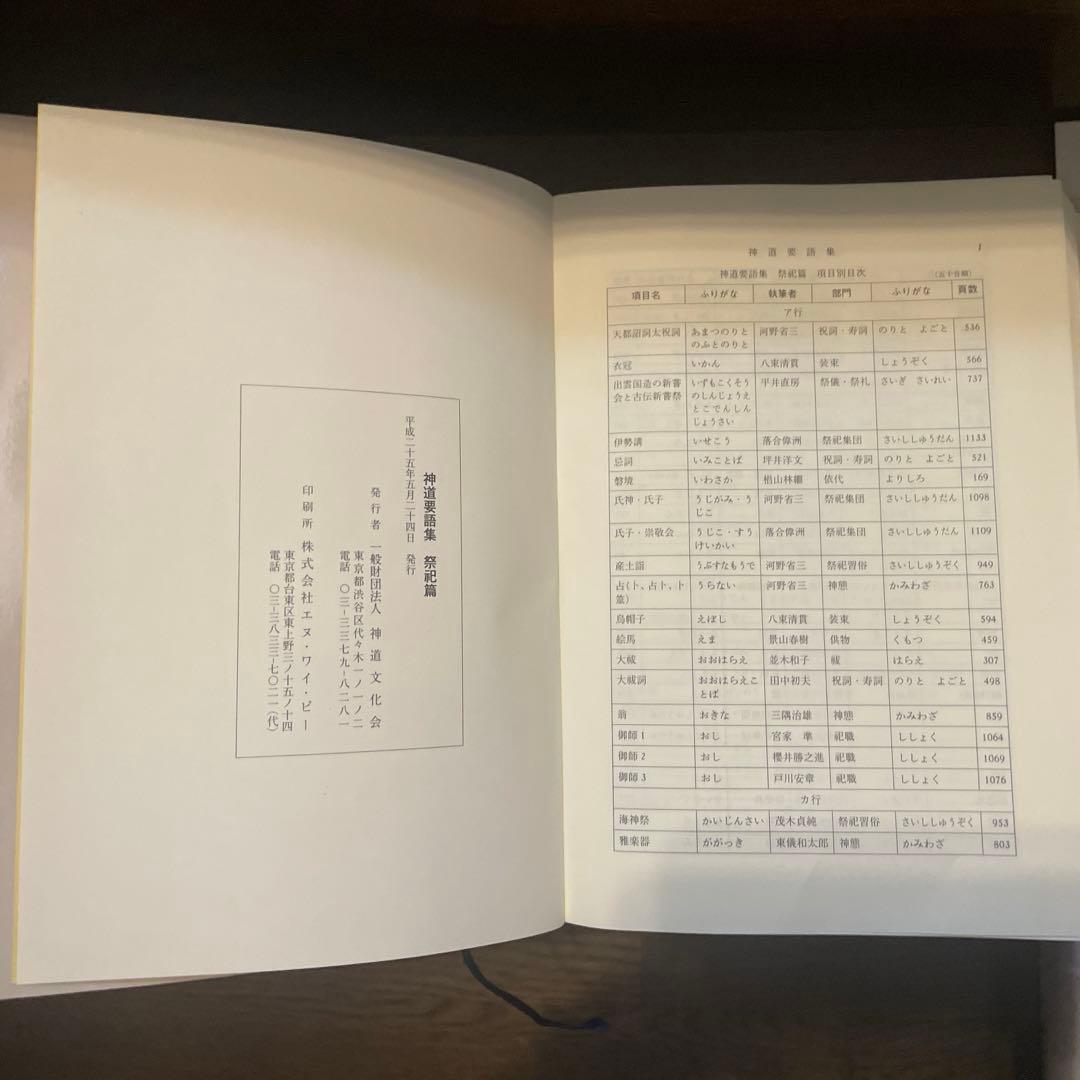 平成二十五年五月二十四日 発行
神道要語集 祭祀篇
発行者 一般財団法人 神道文化会
東京都渋谷区代々木一ノ一ノ二
電話 〇三-三三七九-八二八一
印刷所 株式会社エヌ・ワイ・ピー
東京都台東区東上野三ノ十五ノ十四
電話 〇三-三八三三-七〇二一(代)
神道要語集 1
神道要語集 祭祀篇 項目別目次 (五十音順)
項目名 ふりがな 執筆者 部門 ふりがな 頁数
ア行
天都詔詞太祝詞 あまつのりと 河野省三 祝詞・寿詞 のりと よごと 536
のふとのりと
衣冠 いかん 八束清貫 装束 しょうぞく 566
出雲国造の新嘗 いずもこくそう 平井直房 祭儀・祭礼 さいぎ さいれい 737
会と古伝新嘗祭 のしんじょうえ
とこでんしん
じょうさい
伊勢講 いせこう 落合偉洲 祭祀集団 さいししゅうだん 1133
忌詞 いみことば 坪井洋文 祝詞・寿詞 のりと よごと 521
磐境 いわさか 椙山林繼 依代 よりしろ 169
氏神・氏子 うじがみ・う 河野省三 祭祀集団 さいししゅうだん 1098
じこ
氏子・崇敬会 うじこ・すう 落合偉洲 祭祀集団 さいししゅうだん 1109
けいかい
産土詣 うぶすなもうで 河野省三 祭祀習俗 さいししゅうぞく 949
占(ト、占ト、ト うらない 河野省三 神態 かみわざ 763
筮)
烏帽子 えぼし 八束清貫 装束 しょうぞく 594
絵馬 えま 景山春樹 供物 くもつ 459
大祓 おおはらえ 並木和子 祓 はらえ 307
大祓詞 おおはらえこ 田中初夫 祝詞・寿詞 のりと よごと 498
とば
翁 おきな 三隅治雄 神態 かみわざ 859
御師1 おし 宮家 準 祀職 ししょく 1064
御師2 おし 櫻井勝之進 祀職 ししょく 1069
御師3 おし 戸川安章 祀職 ししょく 1076
カ行
海神祭 かいじんさい 茂木貞純 祭祀習俗 さいししゅうぞく 953
雅楽器 ががっき 東儀和太郎 神態 かみわざ 803